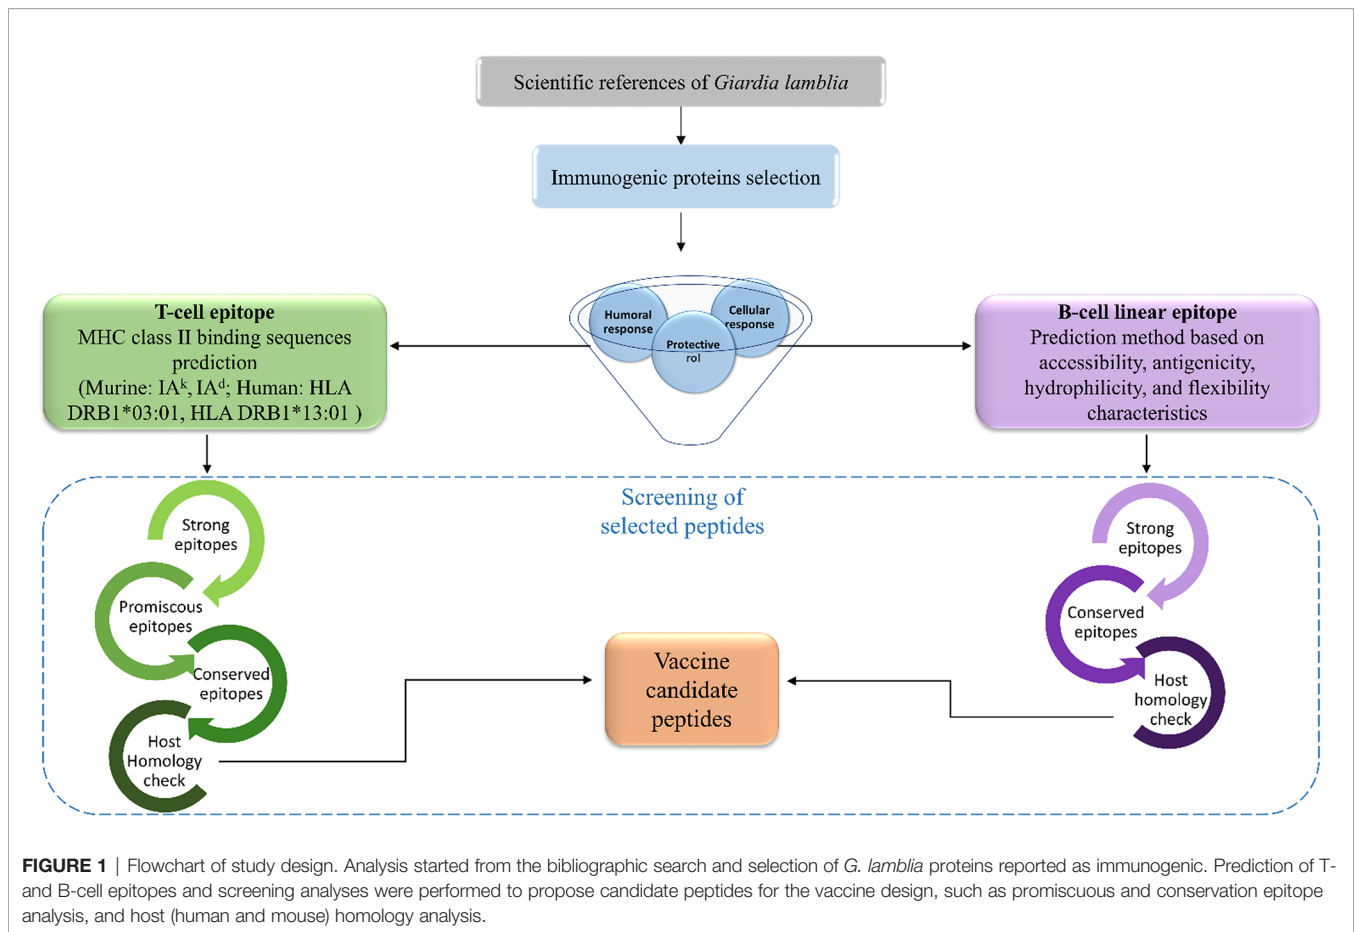 Scientific references of Giardia lamblia
Immunogenic proteins selection
Humoral
response
Cellular
response
Protective
rol
T-cell epitope
MHC class II binding sequences
prediction
(Murine: IAk, IAd; Human: HLA
DRB1*03:01, HLA DRB1*13:01 )
B-cell linear epitope
Prediction method based on
accessibility, antigenicity,
hydrophilicity, and flexibility
characteristics
Screening of
selected peptides
Strong
epitopes
Promiscous
epitopes
Conserved
epitopes
Host
Homology
check
Vaccine
candidate
peptides
Strong
epitopes
Conserved
epitopes
Host
homology
check
FIGURE 1 | Flowchart of study design. Analysis started from the bibliographic search and selection of G. lamblia proteins reported as immunogenic. Prediction of T-
and B-cell epitopes and screening analyses were performed to propose candidate peptides for the vaccine design, such as promiscuous and conservation epitope
analysis, and host (human and mouse) homology analysis.